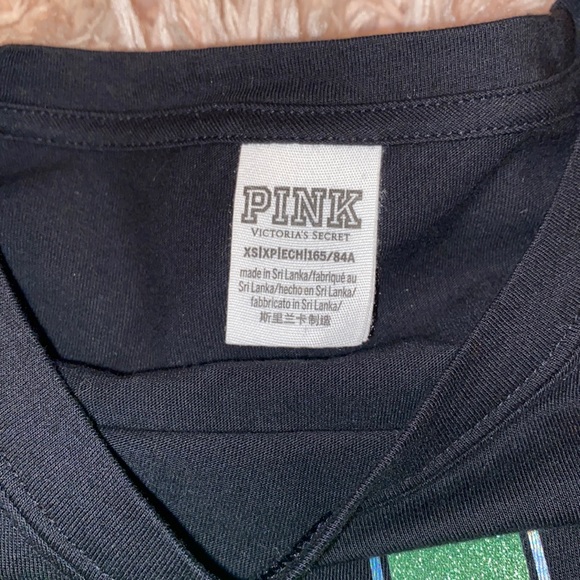 PINK
VICTORIA'S SECRET
XS|XP|ECH|165/84A
made in Sri Lanka/fabriqué au
Sri Lanka/hecho en Sri Lanka/
fabbricato in Sri Lanka/
斯里兰卡制造